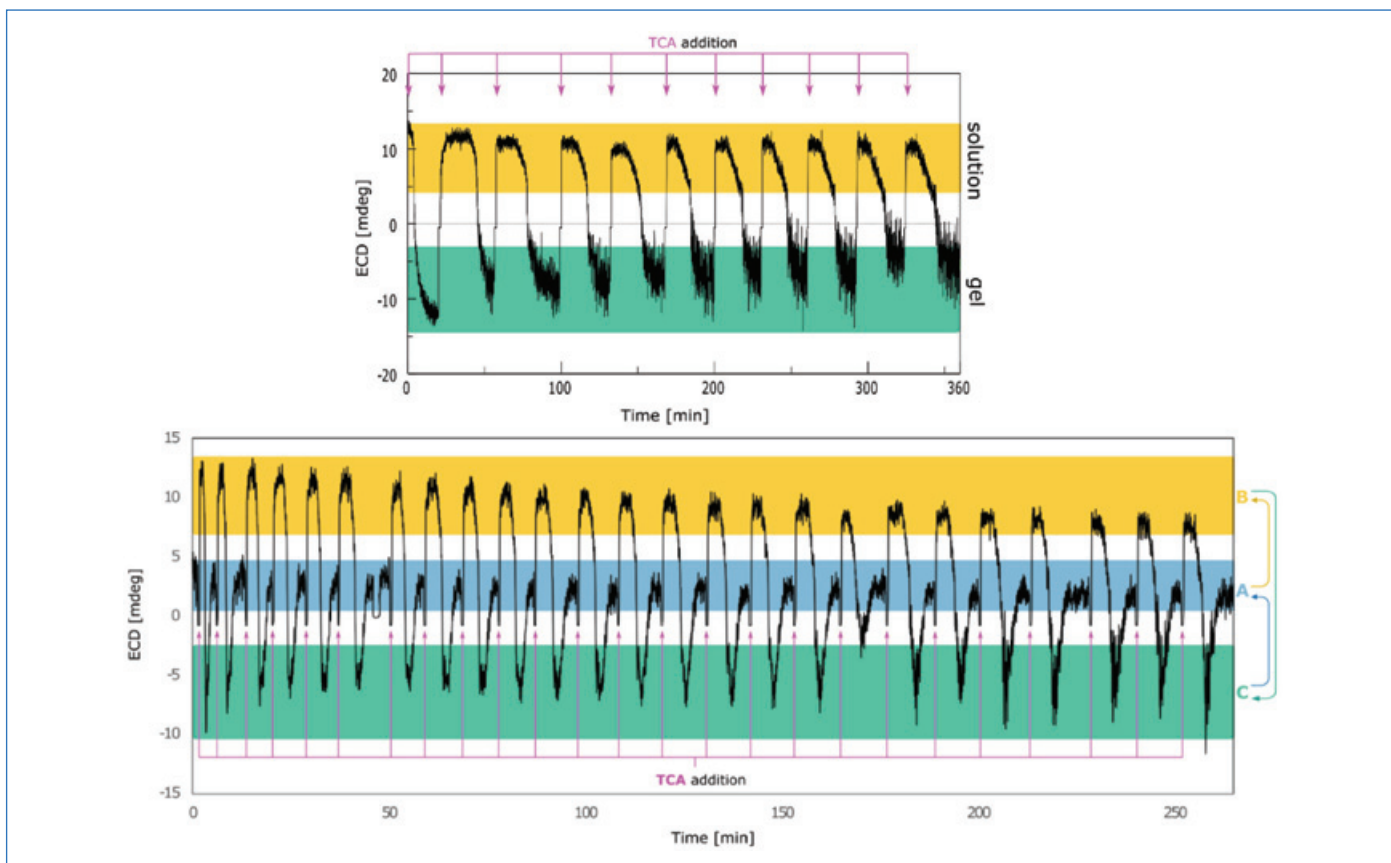 TCA addition
20
10
0
-10
-20
ECD [mdeg]
solution
gel
0 100 200 300 360
Time [min]
15
10
5
0
-5
-10
-15
ECD [mdeg]
B
A
C
TCA addition
0 50 100 150 200 250
Time [min]